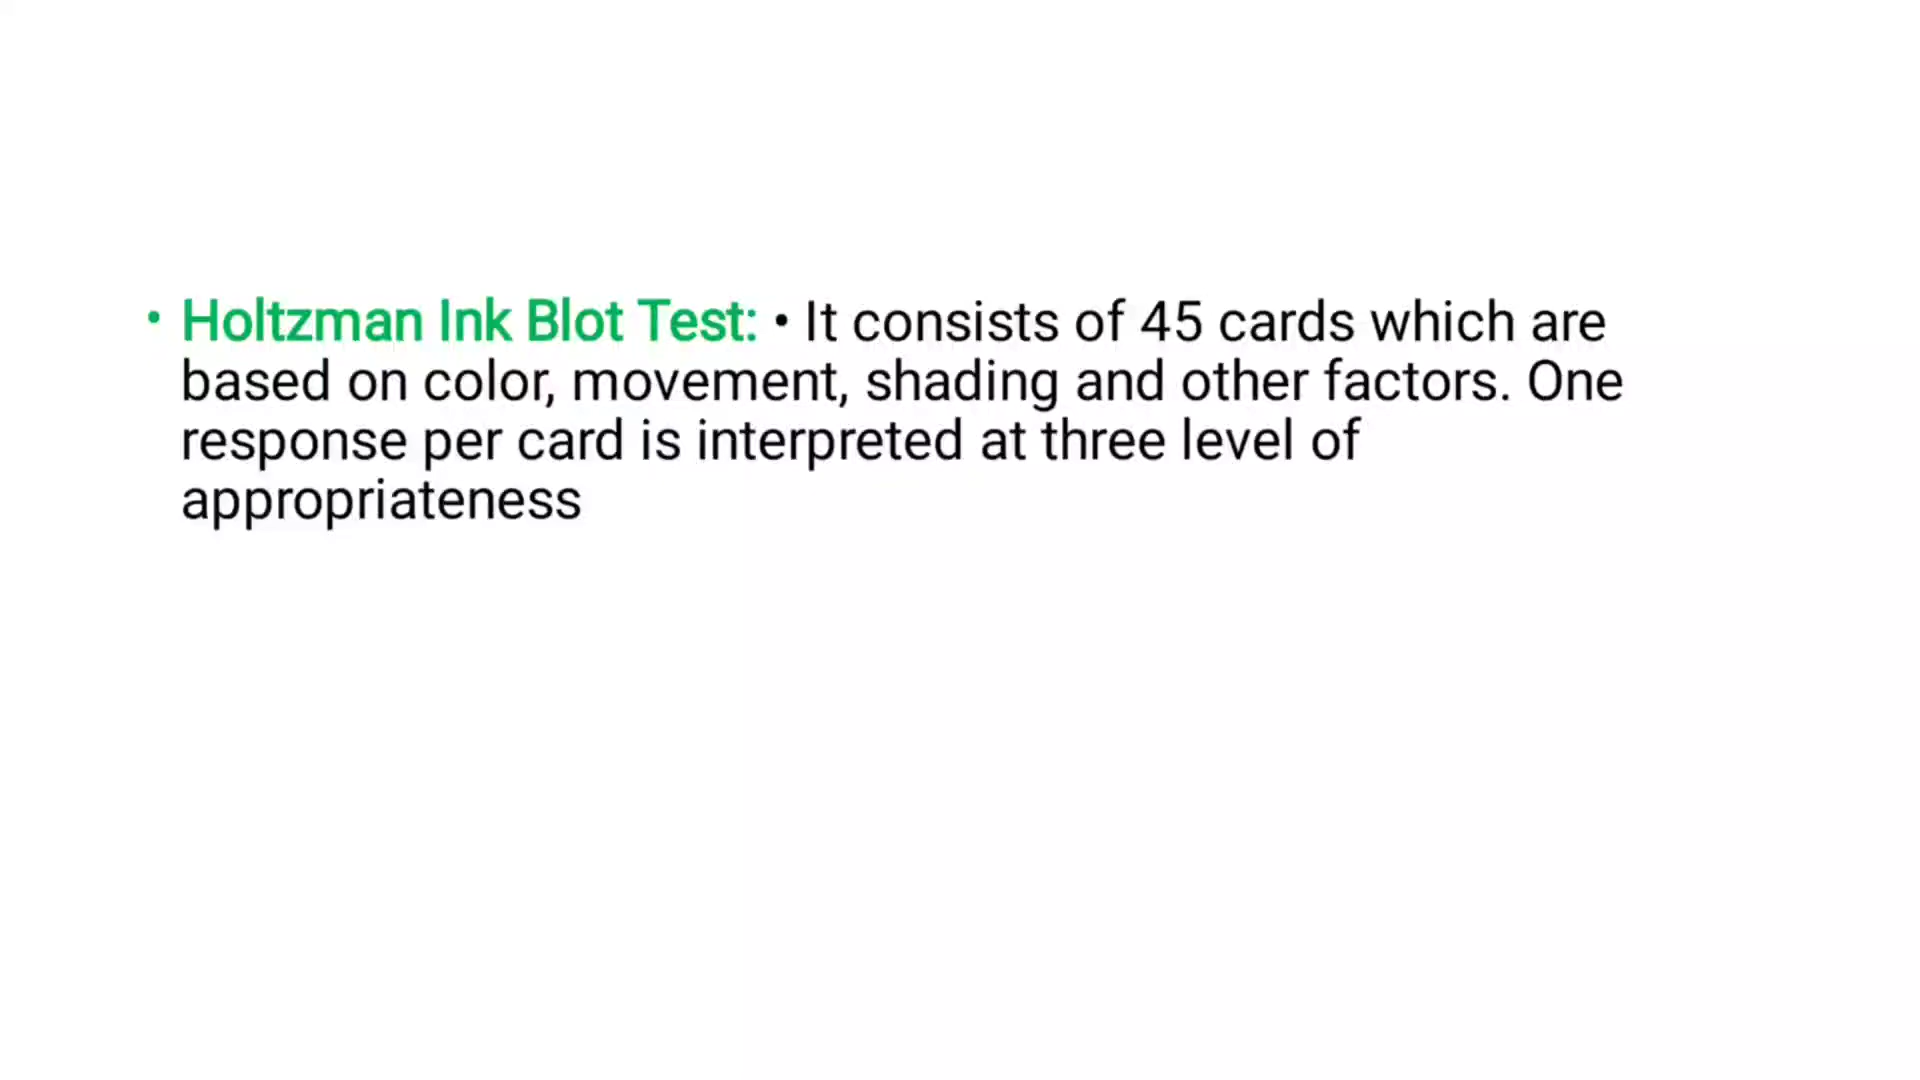 • Holtzman Ink Blot Test: • It consists of 45 cards which are
based on color, movement, shading and other factors. One
response per card is interpreted at three level of
appropriateness